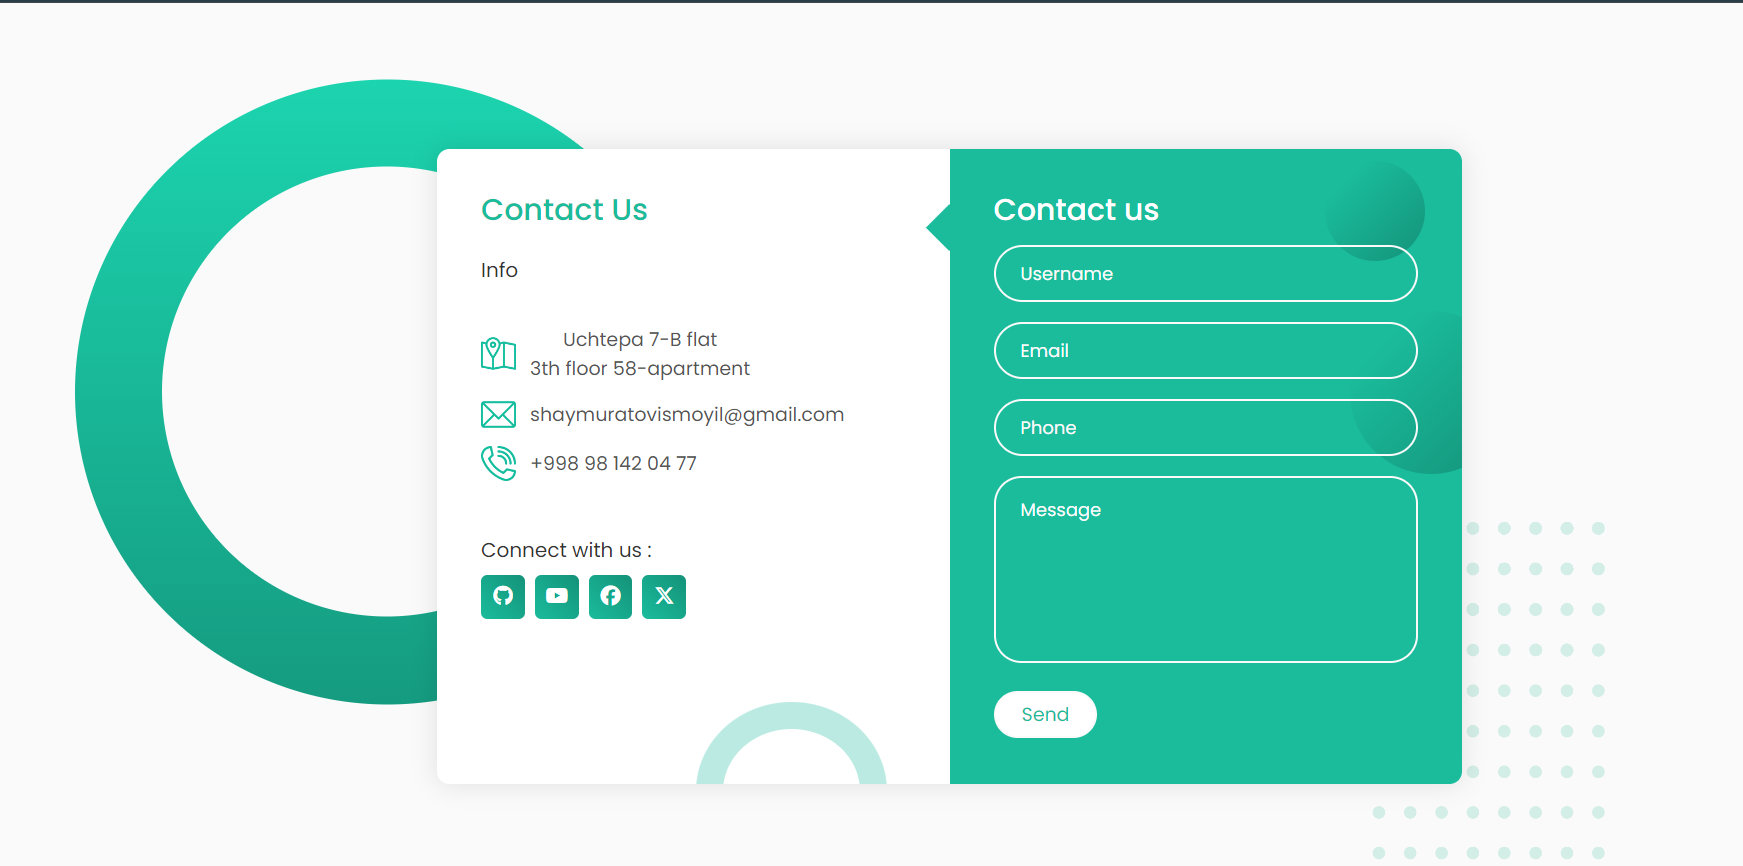 Contact Us
Info
Uchtepa 7-B flat
3th floor 58-apartment
shaymuratovismoyil@gmail.com
+998 98 142 04 77
Connect with us :
Contact us
Username
Email
Phone
Message
Send